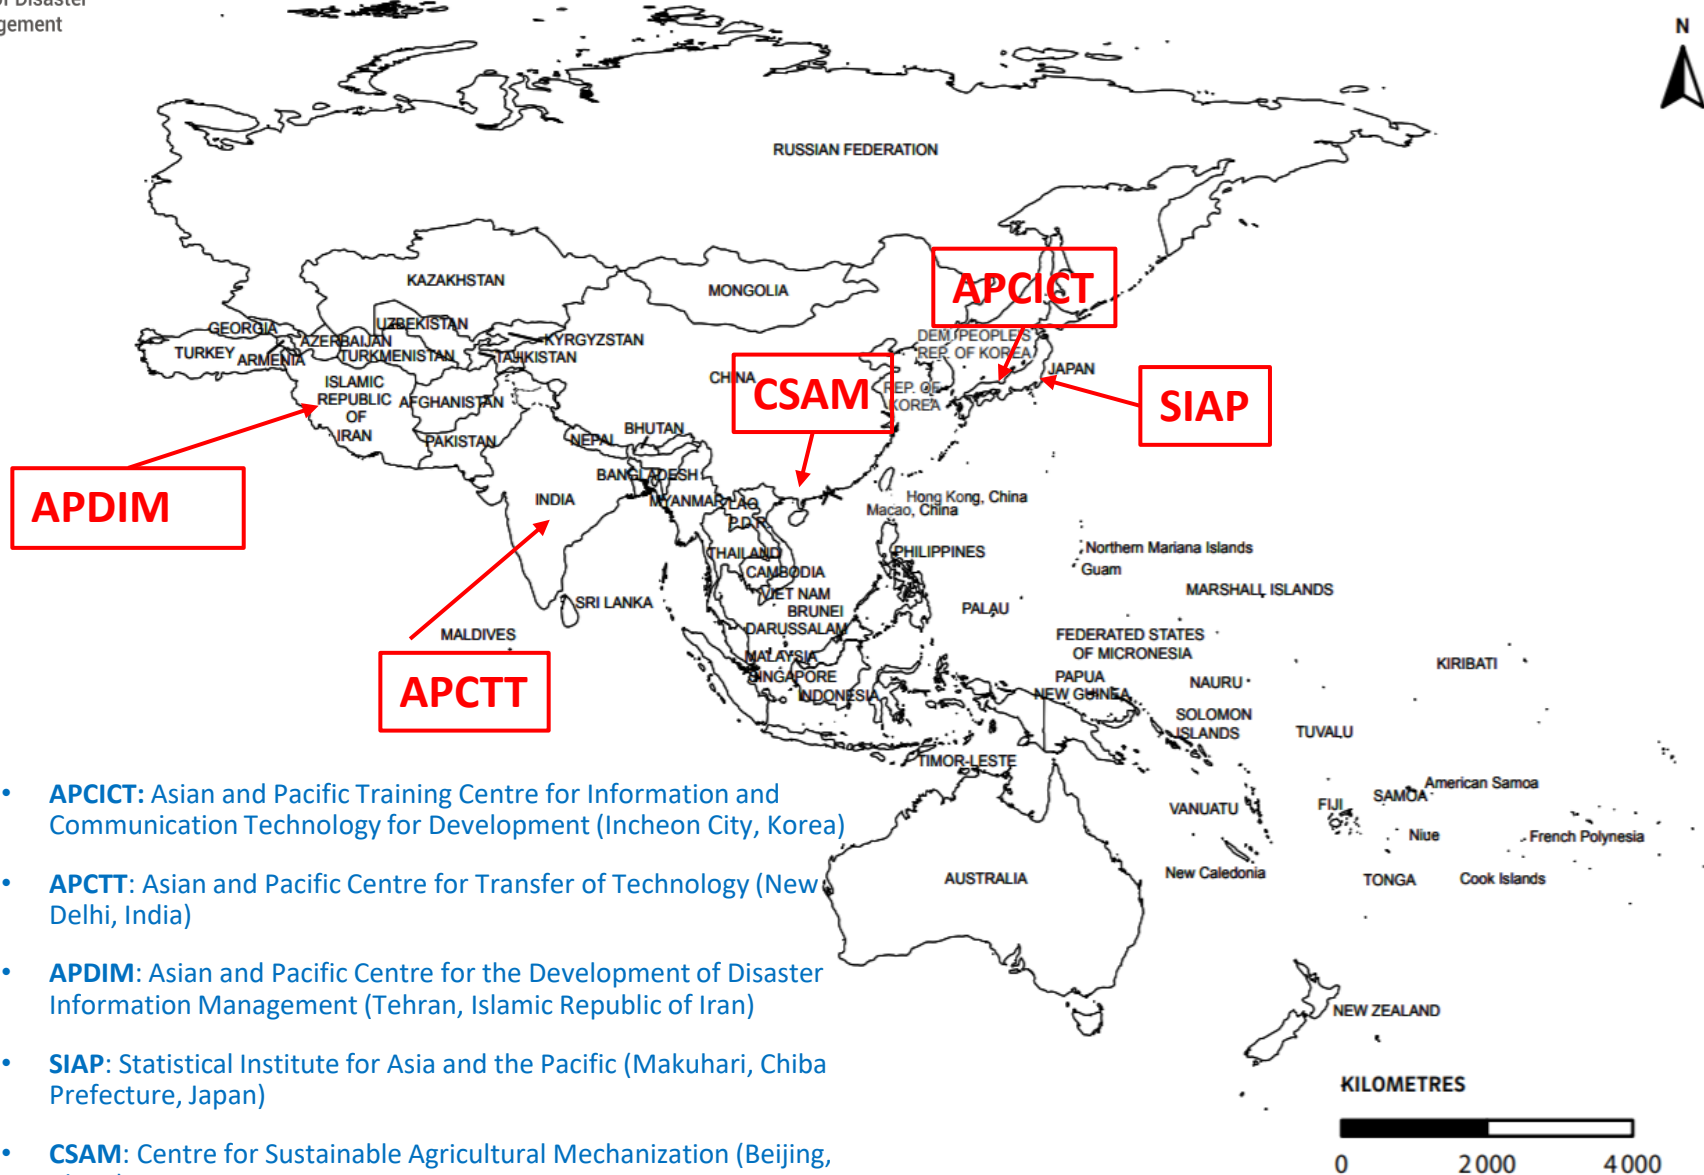 of Disaster
gement
N
RUSSIAN FEDERATION
KAZAKHSTAN
MONGOLIA
APCICT
GEORGIA
UZBEKISTAN
AZERBAIJAN
KYRGYZSTAN
TURKEY
ARMENIA
TURKMENISTAN
TAJIKISTAN
DEM. PEOPLE'S
REP. OF KOREA
JAPAN
CHINA
CSAM
REP. OF
KOREA
SIAP
ISLAMIC
REPUBLIC
OF
IRAN
AFGHANISTAN
PAKISTAN
NEPAL
BHUTAN
BANGLADESH
APDIM
INDIA
MYANMAR
LAO
P.D.R.
Hong Kong, China
Macao, China
THAILAND
PHILIPPINES
Northern Mariana Islands
Guam
CAMBODIA
VIET NAM
MARSHALL ISLANDS
SRI LANKA
BRUNEI
DARUSSALAM
PALAU
MALDIVES
FEDERATED STATES
OF MICRONESIA
MALAYSIA
SINGAPORE
INDONESIA
KIRIBATI
APCTT
PAPUA
NEW GUINEA
NAURU
SOLOMON
ISLANDS
TUVALU
TIMOR-LESTE
American Samoa
SAMOA
VANUATU
FIJI
Niue
French Polynesia
New Caledonia
AUSTRALIA
TONGA
Cook Islands
NEW ZEALAND
• APCICT: Asian and Pacific Training Centre for Information and
Communication Technology for Development (Incheon City, Korea)
• APCTT: Asian and Pacific Centre for Transfer of Technology (New
Delhi, India)
• APDIM: Asian and Pacific Centre for the Development of Disaster
Information Management (Tehran, Islamic Republic of Iran)
• SIAP: Statistical Institute for Asia and the Pacific (Makuhari, Chiba
Prefecture, Japan)
• CSAM: Centre for Sustainable Agricultural Mechanization (Beijing,
KILOMETRES
0 2 000 4 000